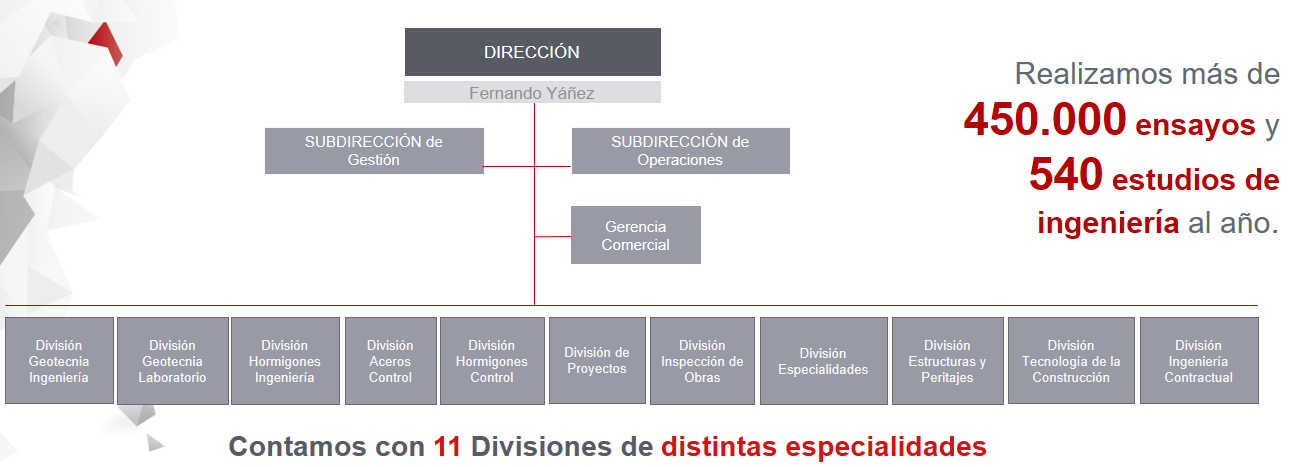 DIRECCIÓN
Fernando Yáñez
SUBDIRECCIÓN de
Gestión
SUBDIRECCIÓN de
Operaciones
Gerencia
Comercial
Realizamos más de
450.000 ensayos y
540 estudios de
ingeniería al año.
División
Geotecnia
Ingeniería
División
Geotecnia
Laboratorio
División
Hormigones
Ingeniería
División
Aceros
Control
División
Hormigones
Control
División de
Proyectos
División
Inspección de
Obras
División
Especialidades
División
Estructuras y
Peritajes
División
Tecnología de la
Construcción
División
Ingeniería
Contractual
Contamos con 11 Divisiones de distintas especialidades